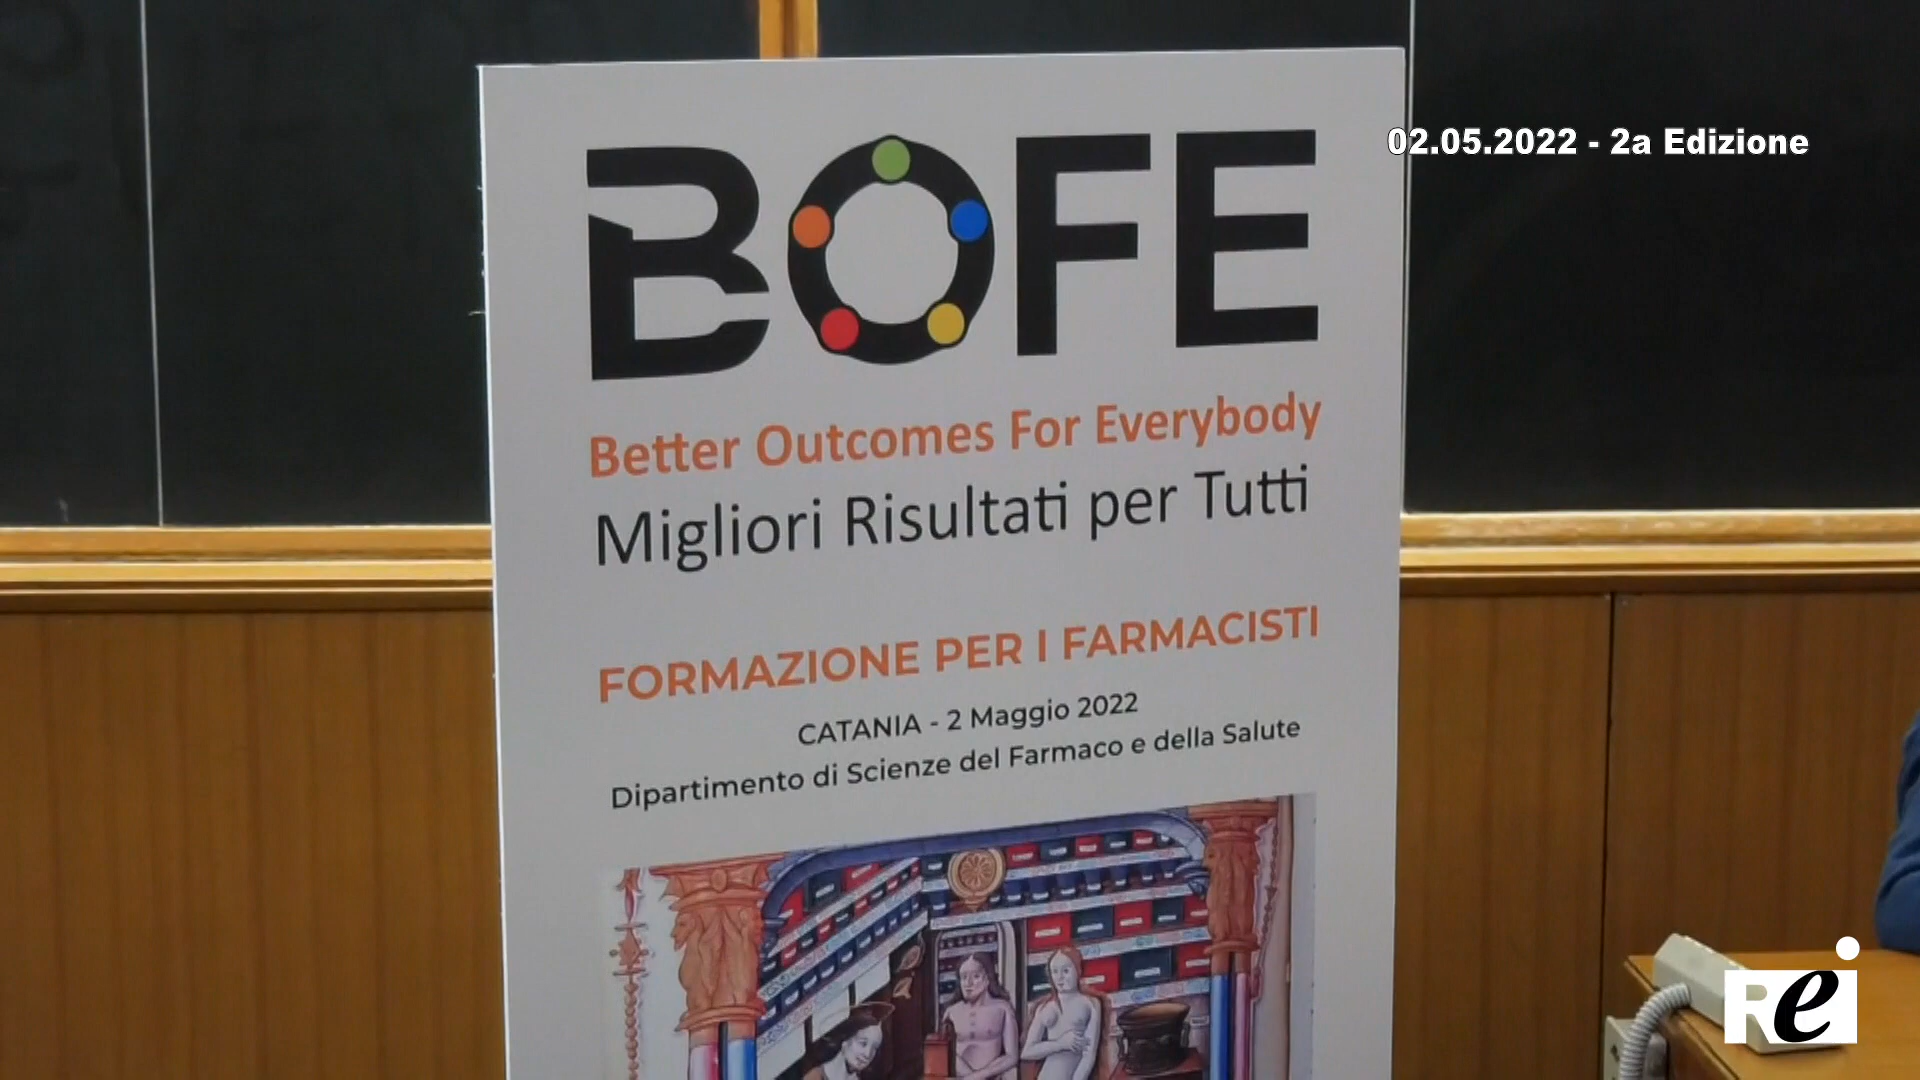 02.05.2022 - 2a Edizione
BOFE
Better Outcomes For Everybody
Migliori Risultati per Tutti
FORMAZIONE PER I FARMACISTI
CATANIA - 2 Maggio 2022
Dipartimento di Scienze del Farmaco e della Salute
Re